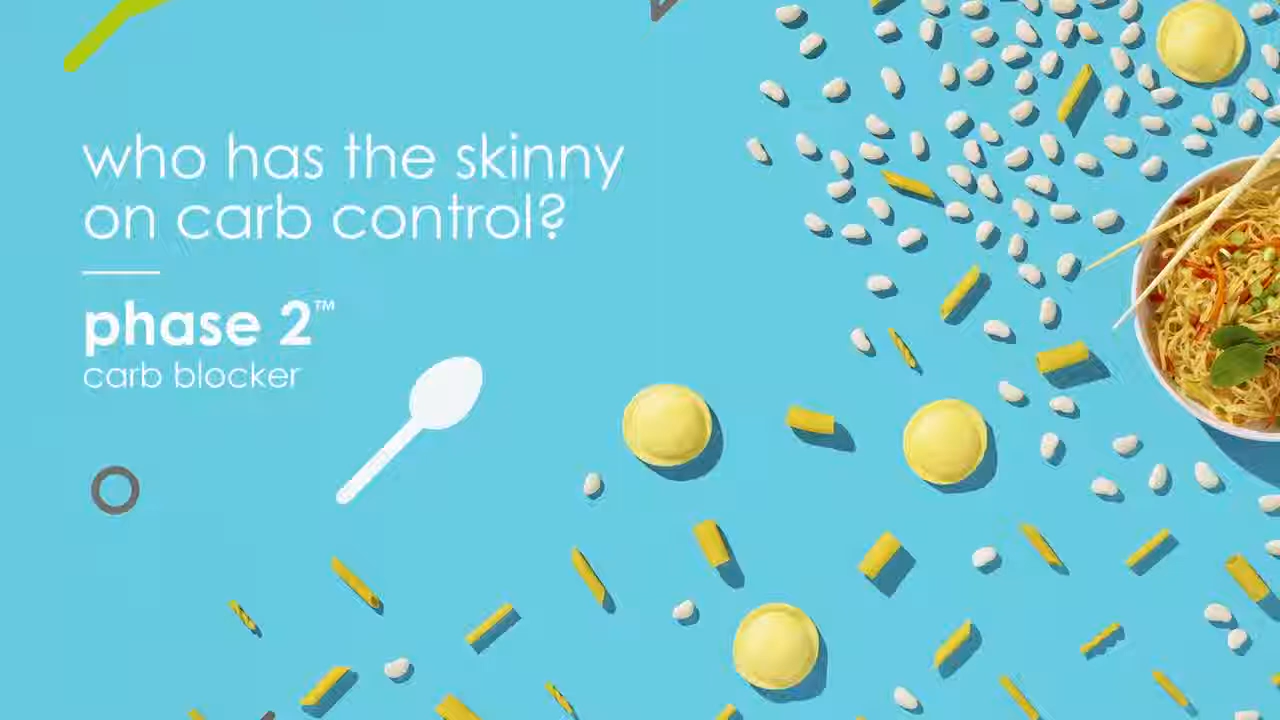 who has the skinny
on carb control?
phase 2™
carb blocker